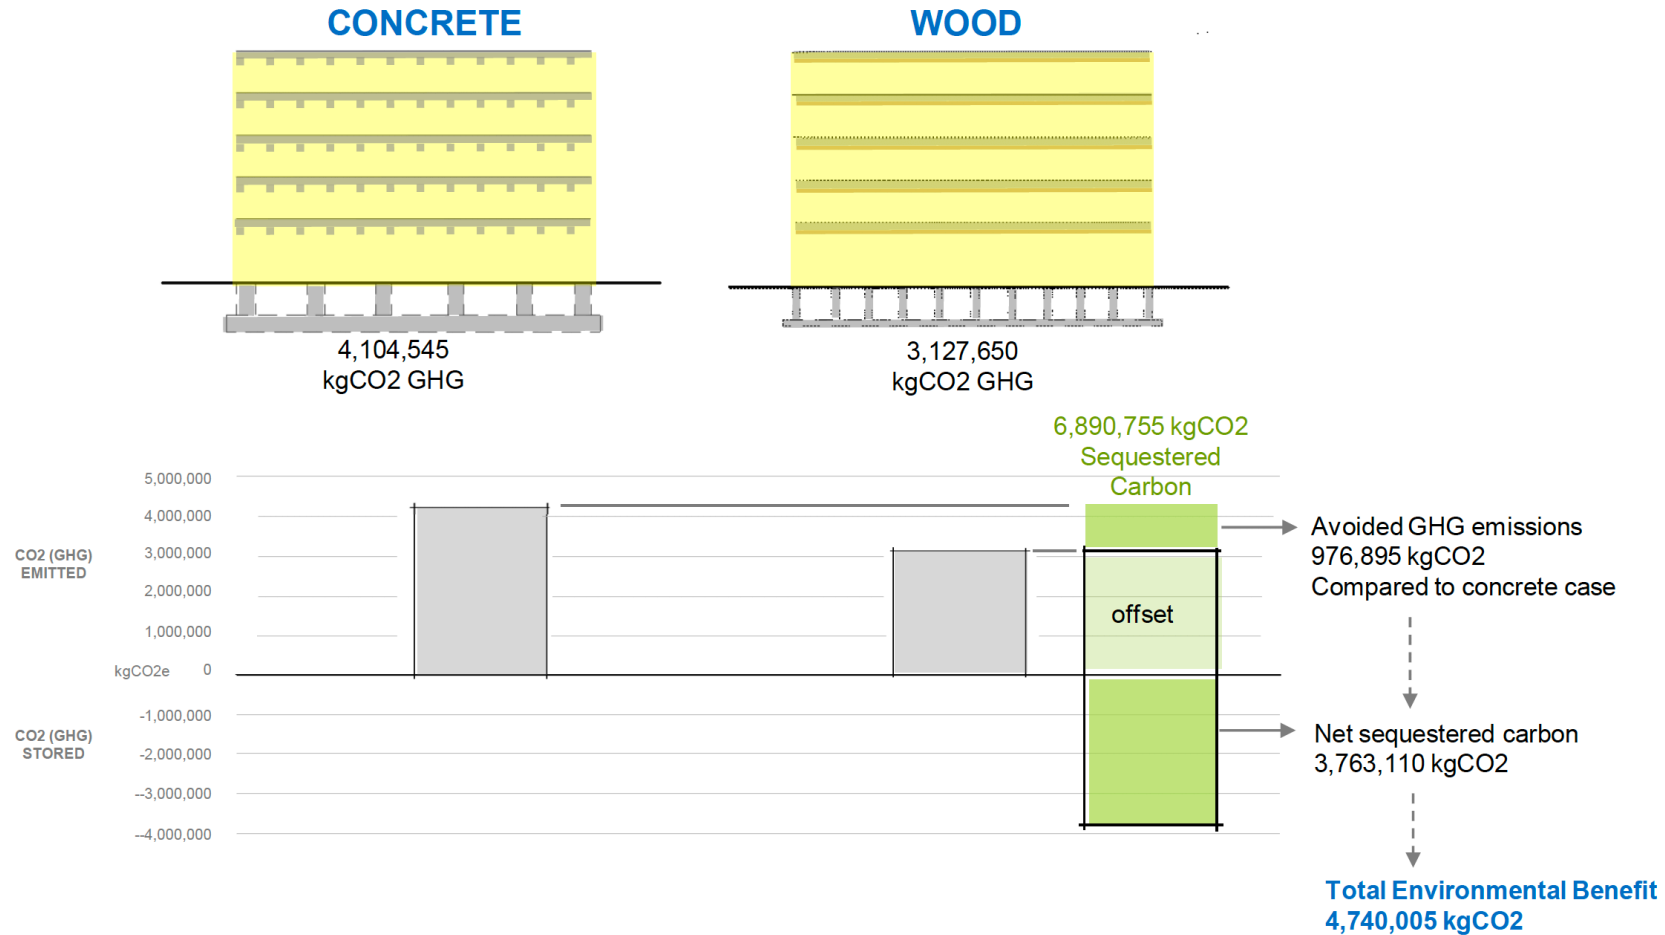 CONCRETE
WOOD
4,104,545
kgCO2 GHG
3,127,650
kgCO2 GHG
6,890,755 kgCO2
Sequestered
Carbon
5,000,000
4,000,000
CO2 (GHG)
EMITTED
3,000,000
2,000,000
1,000,000
kgCO2e 0
offset
Avoided GHG emissions
976,895 kgCO2
Compared to concrete case
-1,000,000
CO2 (GHG)
STORED
-2,000,000
--3,000,000
--4,000,000
Net sequestered carbon
3,763,110 kgCO2
Total Environmental Benefit
4,740,005 kgCO2